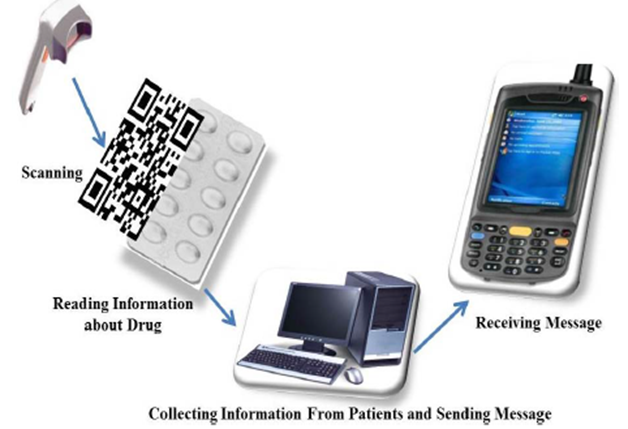 Scanning
Reading Information
about Drug
Receiving Message
Collecting Information From Patients and Sending Message